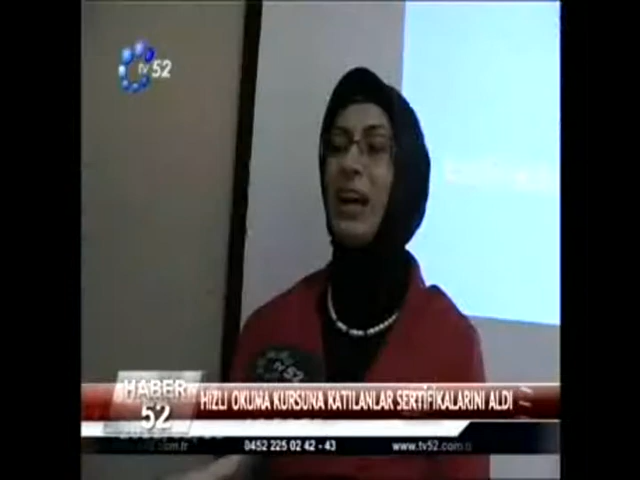 tv52
tv52
HABER
52
HIZLI OKUMA KURSUNA KATILANLAR SERTİFİKALARINI ALDI
0452 225 02 42 - 43
www.tv52.com.tr